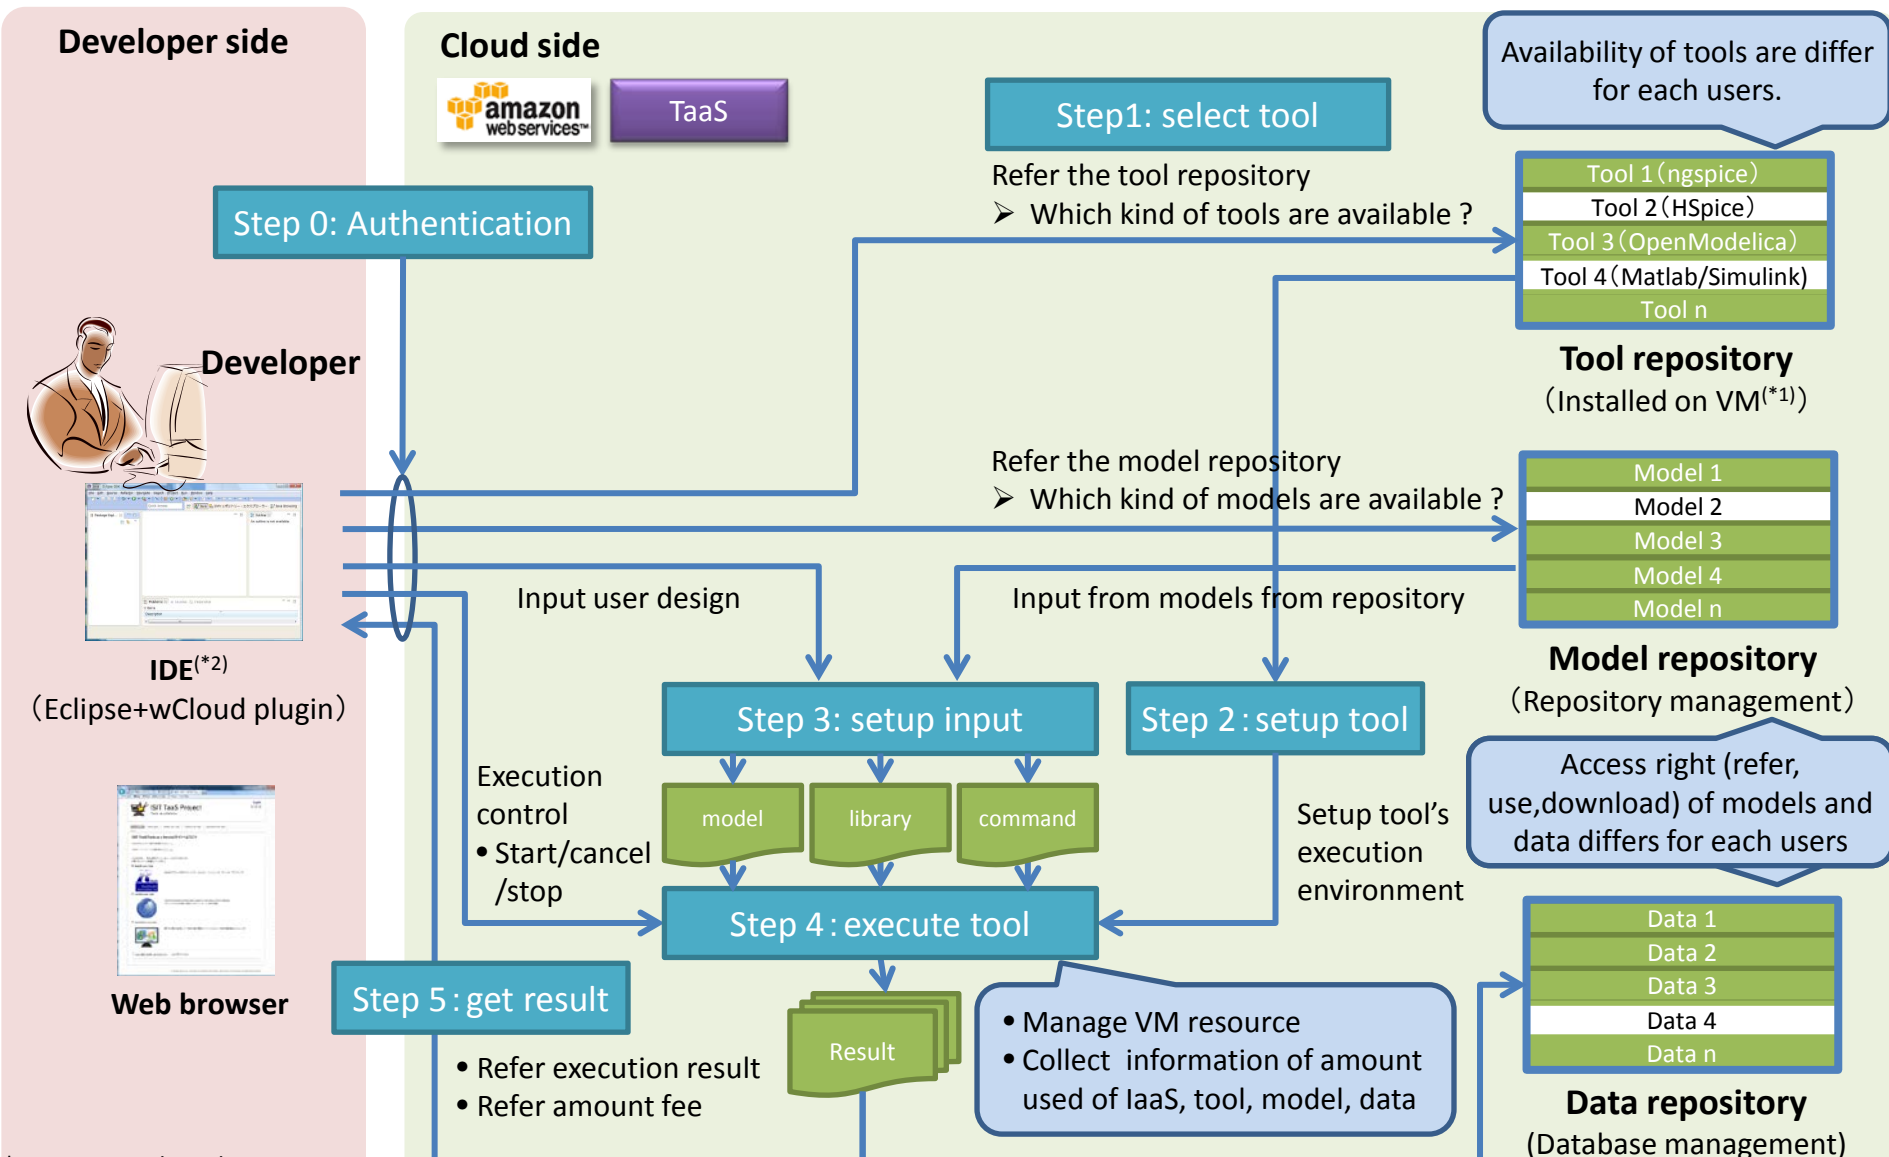 Developer side
Cloud side
amazon
webservices™
TaaS
Step1: select tool
Availability of tools are differ
for each users.
Refer the tool repository
➢ Which kind of tools are available ?
Tool 1（ngspice）
Tool 2（HSpice）
Tool 3（OpenModelica）
Tool 4（Matlab/Simulink)
Tool n
Tool repository
（Installed on VM(*1)）
Step 0: Authentication
Developer
Refer the model repository
➢ Which kind of models are available ?
Model 1
Model 2
Model 3
Model 4
Model n
Model repository
（Repository management）
Input user design
Input from models from repository
IDE(*2)
（Eclipse+wCloud plugin）
Step 3: setup input
Step 2：setup tool
Execution
control
• Start/cancel
/stop
model
library
command
Setup tool's
execution
environment
Access right (refer,
use,download) of models and
data differs for each users
Step 4：execute tool
ISIT TaaS Project
Web browser
Step 5：get result
• Refer execution result
• Refer amount fee
Result
• Manage VM resource
• Collect information of amount
used of IaaS, tool, model, data
Data 1
Data 2
Data 3
Data 4
Data n
Data repository
(Database management)